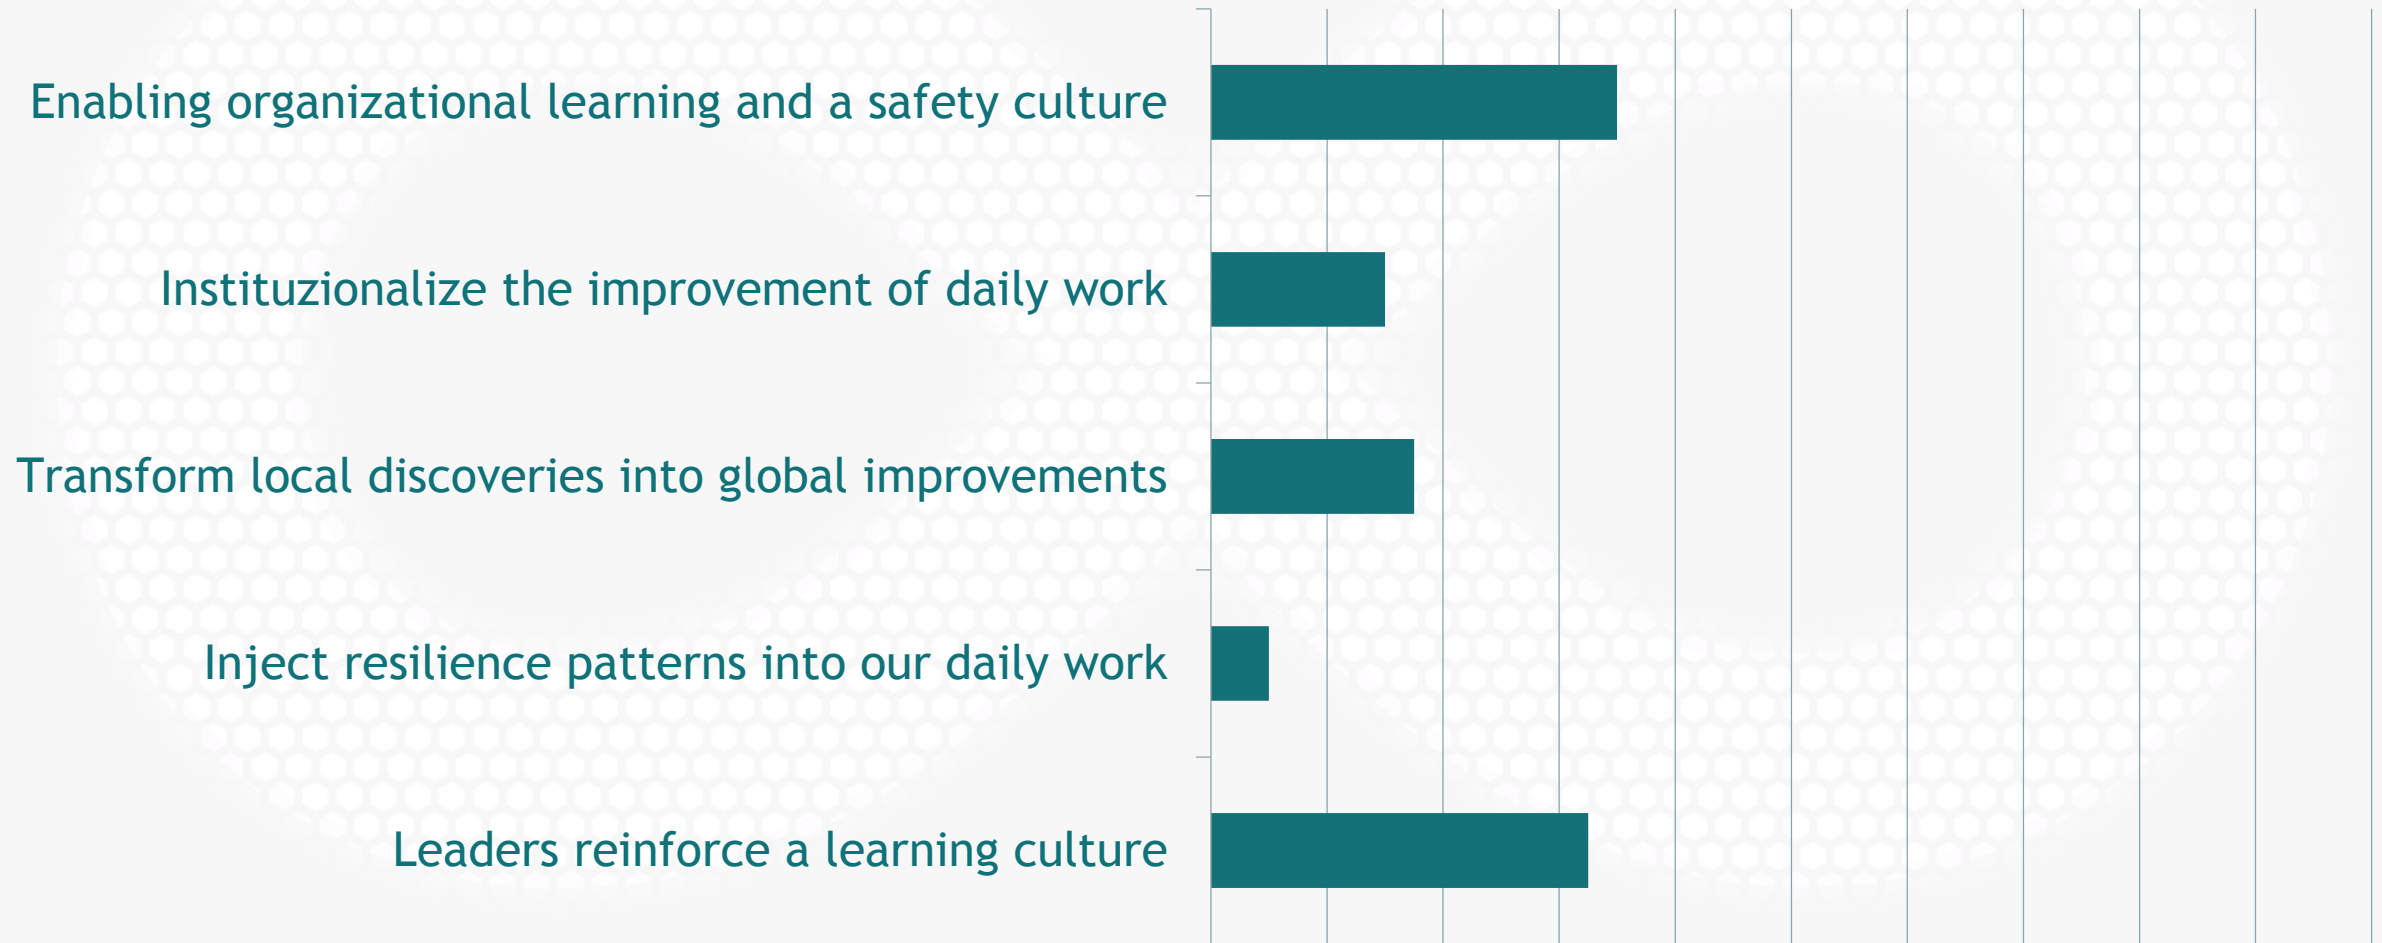 Enabling organizational learning and a safety culture
Instituzionalize the improvement of daily work
Transform local discoveries into global improvements
Inject resilience patterns into our daily work
Leaders reinforce a learning culture